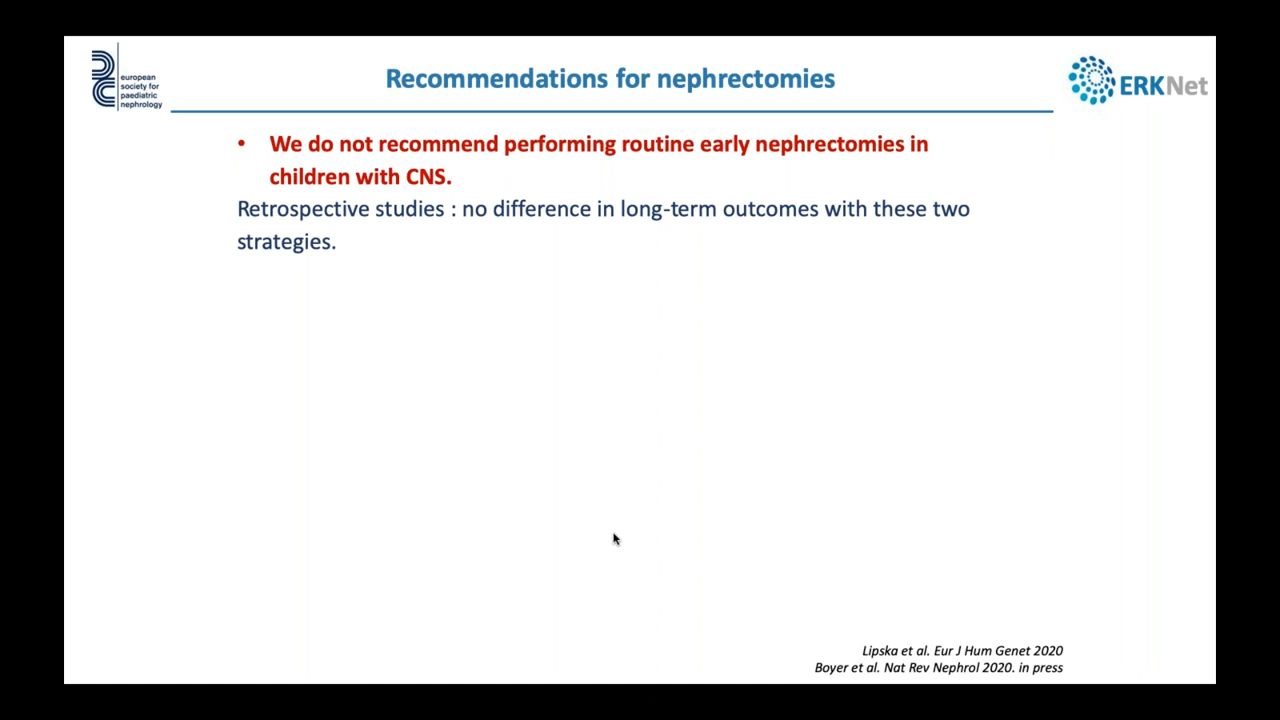 european
society for
paediatric
nephrology
Recommendations for nephrectomies
ERKNet
• We do not recommend performing routine early nephrectomies in
children with CNS.
Retrospective studies : no difference in long-term outcomes with these two
strategies.
Lipska et al. Eur J Hum Genet 2020
Boyer et al. Nat Rev Nephrol 2020. in press